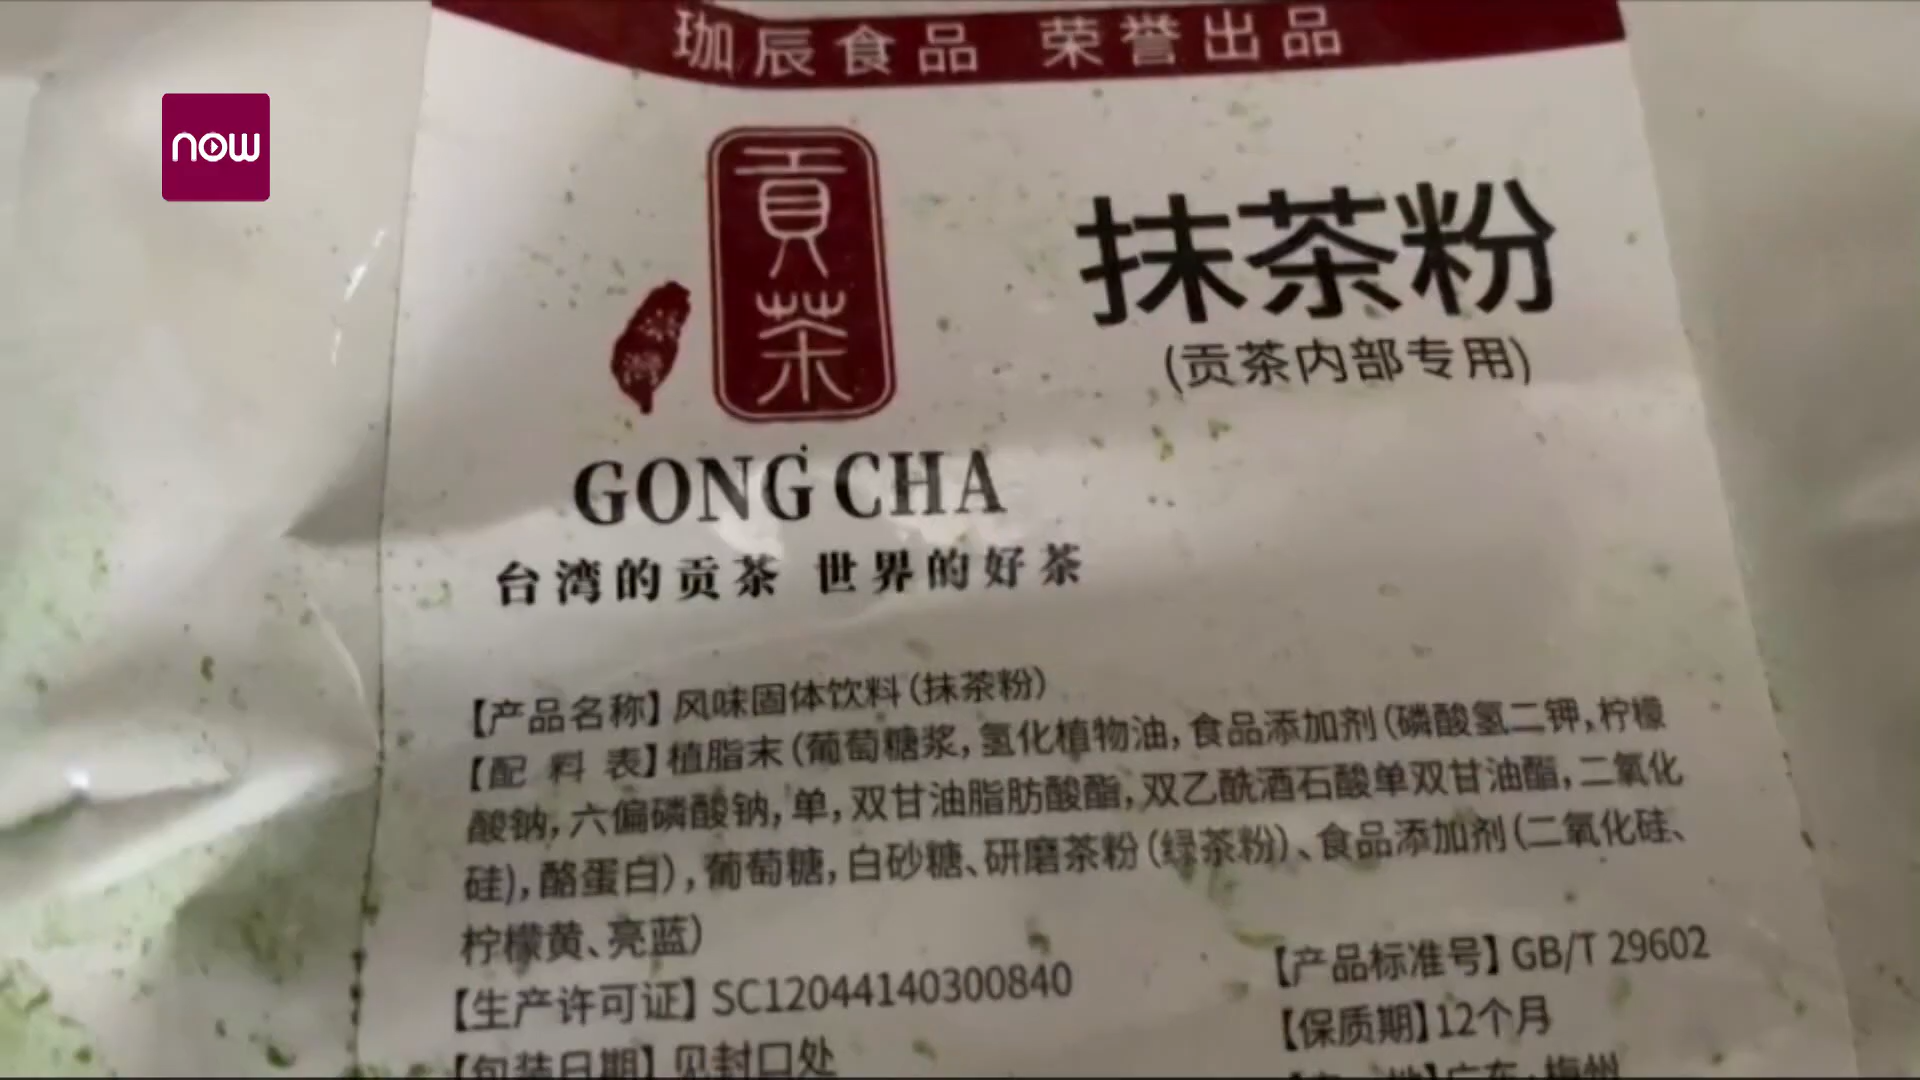 珈辰食品 荣誉出品
now
貢茶
抹茶粉
(贡茶内部专用)
GONG CHA
台湾的贡茶 世界的好茶
【产品名称】风味固体饮料(抹茶粉)
【配 料 表】植脂末(葡萄糖浆,氢化植物油,食品添加剂(磷酸氢二钾,柠檬
酸钠,六偏磷酸钠,单,双甘油脂肪酸酯,双乙酰酒石酸单双甘油酯,二氧化
硅),酪蛋白),葡萄糖,白砂糖、研磨茶粉(绿茶粉)、食品添加剂(二氧化硅、
柠檬黄、亮蓝)
【生产许可证】SC12044140300840
【产品标准号】GB/T 29602
【保质期】12个月
【包装日期】见封口处